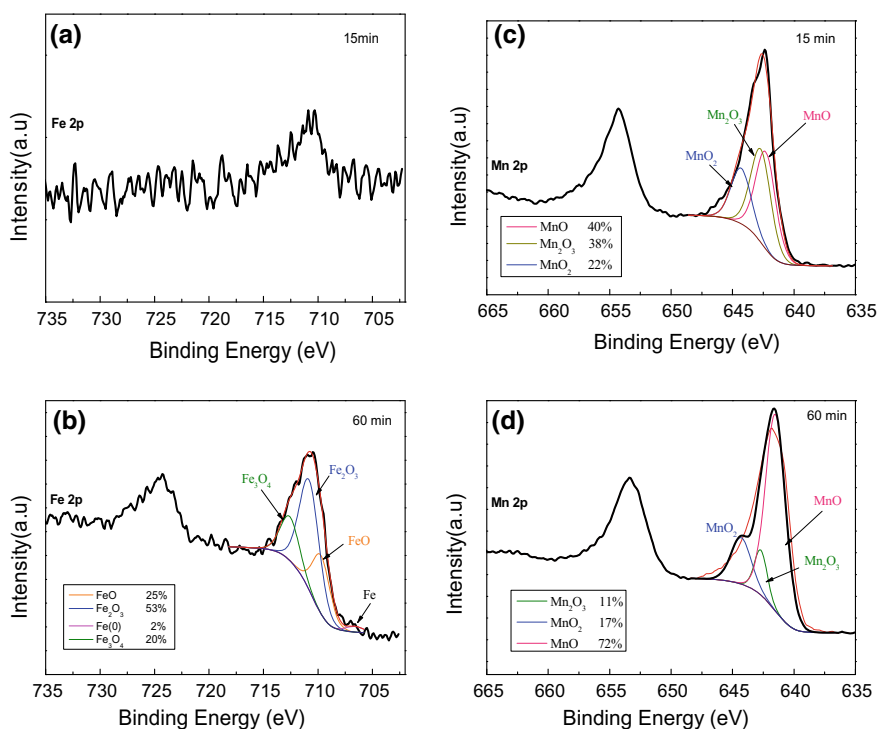 (a)
15min
Fe 2p
Intensity(a.u)
735 730 725 720 715 710 705
Binding Energy (eV)
(c)
15 min
Mn 2p
Mn₂O₃
MnO
MnO₂
MnO 40%
Mn₂O₃ 38%
MnO₂ 22%
Intensity(a.u)
665 660 655 650 645 640 635
Binding Energy (eV)
(b)
60 min
Fe 2p
Fe₃O₄
Fe₂O₃
FeO
Fe
FeO 25%
Fe₂O₃ 53%
Fe(0) 2%
Fe₃O₄ 20%
Intensity(a.u)
735 730 725 720 715 710 705
Binding Energy (eV)
(d)
60 min
Mn 2p
MnO₂
MnO
Mn₂O₃
Mn₂O₃ 11%
MnO₂ 17%
MnO 72%
Intensity(a.u)
665 660 655 650 645 640 635
Binding Energy (eV)